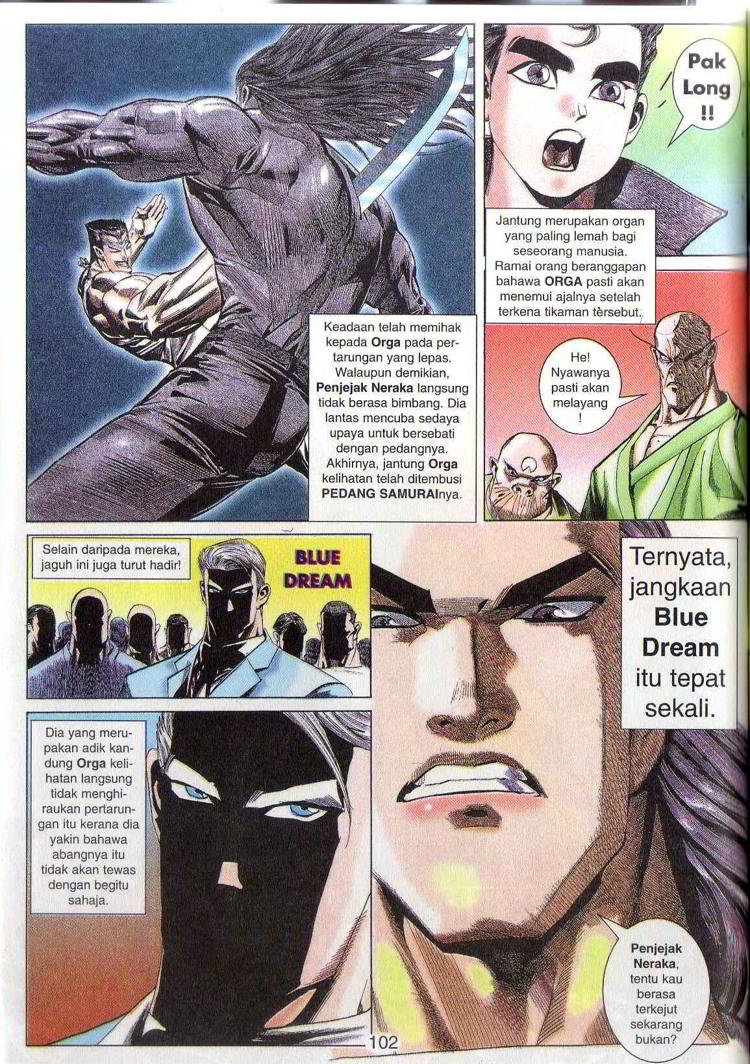 Keadaan telah memihak
kepada Orga pada per-
tarungan yang lepas.
Walaupun demikian,
Penjejak Neraka langsung
tidak berasa bimbang. Dia
lantas mencuba sedaya
upaya untuk bersebati
dengan pedangnya.
Akhirnya, jantung Orga
kelihatan telah ditembusi
PEDANG SAMURAInya.
Pak
Long
!!
Jantung merupakan organ
yang paling lemah bagi
seseorang manusia.
Ramai orang beranggapan
bahawa ORGA pasti akan
menemui ajalnya setelah
terkena tikaman tersebut.
He!
Nyawanya
pasti akan
melayang
!
Selain daripada mereka,
jaguh ini juga turut hadir!
BLUE
DREAM
Ternyata,
jangkaan
Blue
Dream
itu tepat
sekali.
Dia yang meru-
pakan adik kan-
dung Orga keli-
hatan langsung
tidak menghi-
raukan pertarun-
gan itu kerana dia
yakin bahawa
abangnya itu
tidak akan tewas
dengan begitu
sahaja.
Penjejak
Neraka,
tentu kau
berasa
terkejut
sekarang
bukan?
102